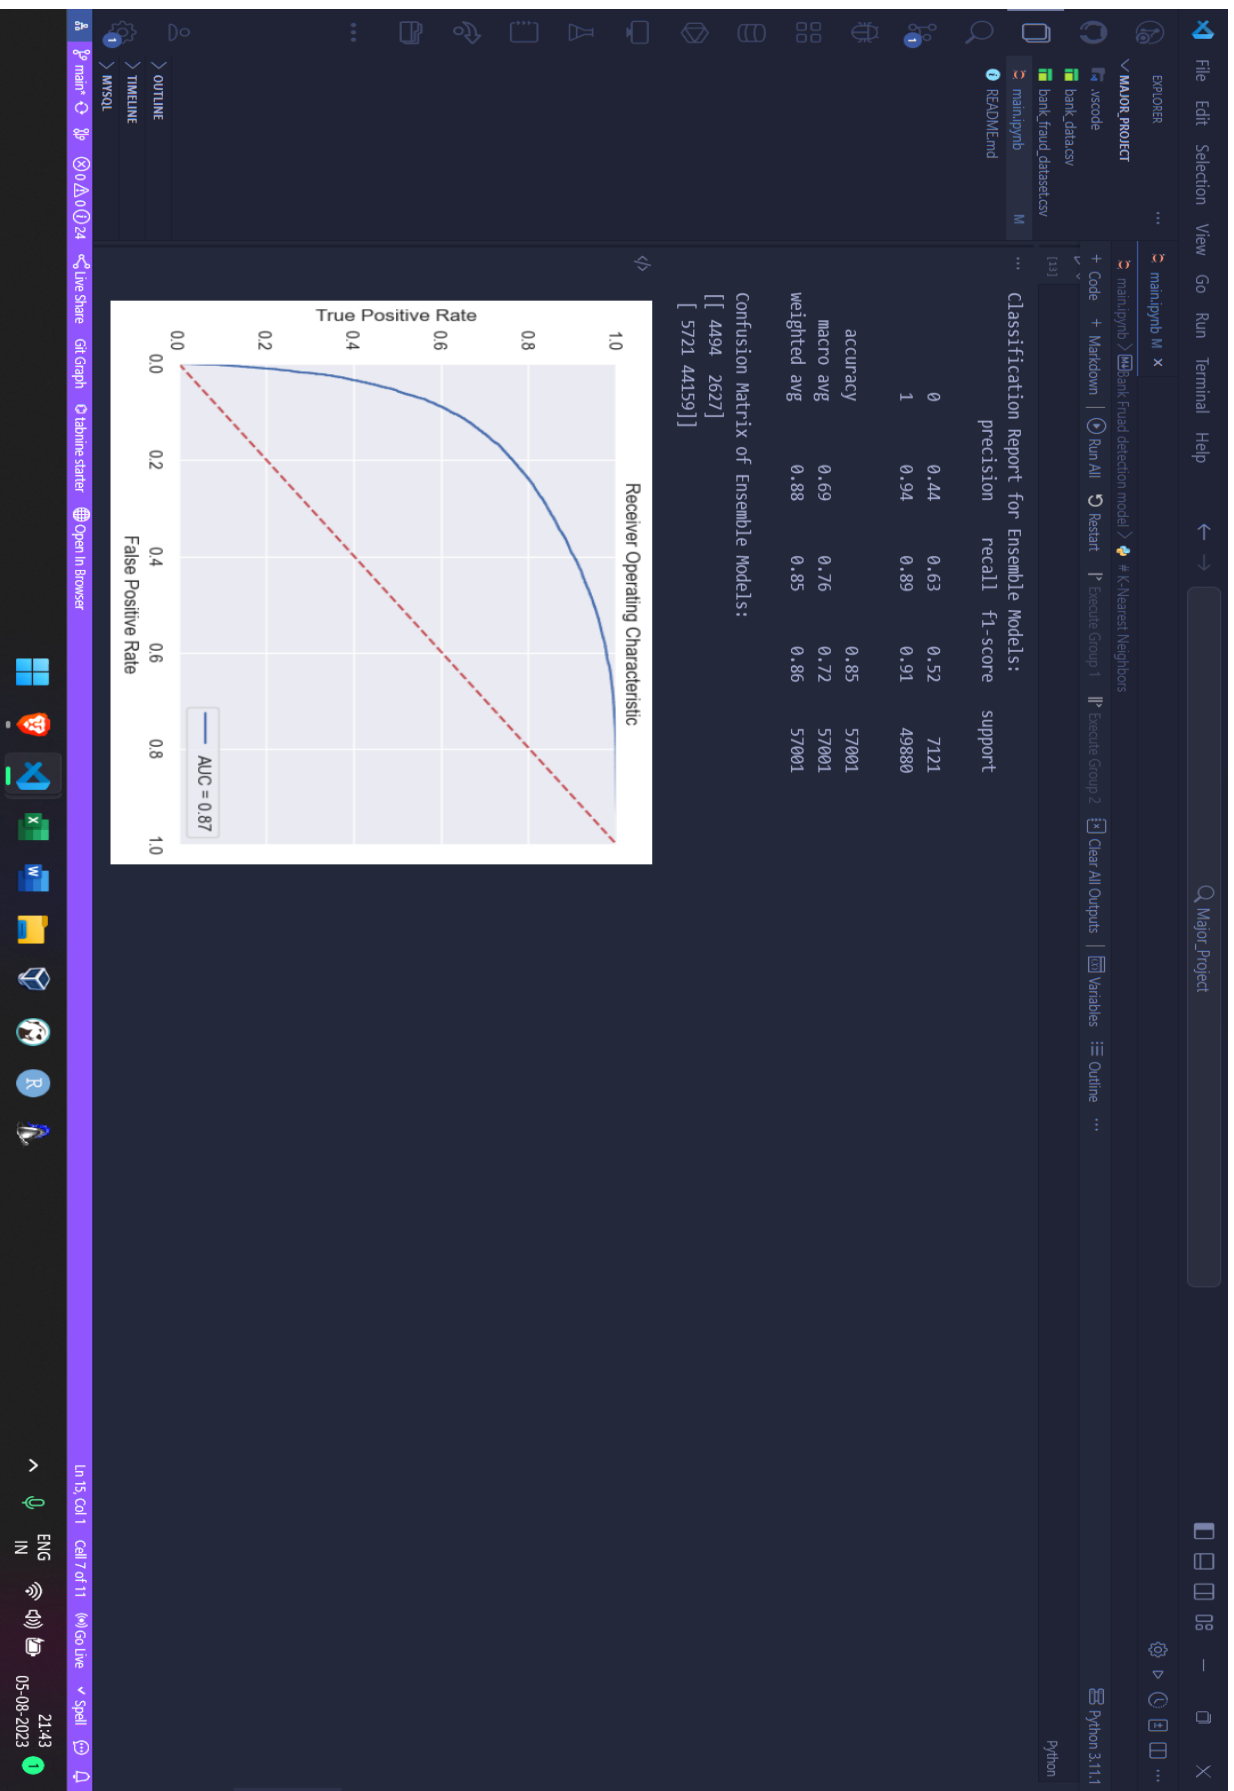 File Edit Selection View Go Run Terminal Help
Major_Project
EXPLORER
MAJOR_PROJECT
.vscode
bank_data.csv
bank_fraud_dataset.csv
main.ipynb M
README.md
OUTLINE
TIMELINE
MYSQL
main.ipynb M
main.ipynb > Bank Fruad detection model > # K-Nearest Neighbors
+ Code + Markdown | Run All Restart Execute Group 1 Execute Group 2 Clear All Outputs | Variables Outline ...
Python 3.11.1
[13]
Python
Classification Report for Ensemble Models:
precision recall f1-score support
0 0.44 0.63 0.52 7121
1 0.94 0.89 0.91 49880
accuracy 0.85 57001
macro avg 0.69 0.76 0.72 57001
weighted avg 0.88 0.85 0.86 57001
Confusion Matrix of Ensemble Models:
[[ 4494 2627]
[ 5721 44159]]
Receiver Operating Characteristic
True Positive Rate
1.0
0.8
0.6
0.4
0.2
0.0
0.0 0.2 0.4 0.6 0.8 1.0
False Positive Rate
AUC = 0.87
main* 0 0 24 Live Share Git Graph tabnine starter Open In Browser
Ln 15, Col 1 Cell 7 of 11 Go Live Spell
ENG
IN
21:43
05-08-2023
1